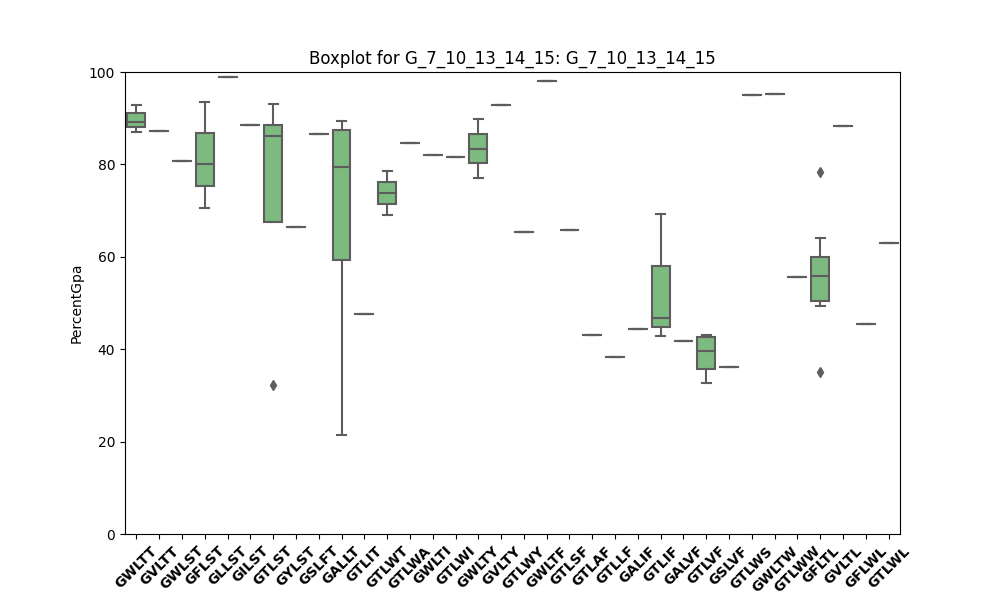 Boxplot for G_7_10_13_14_15: G_7_10_13_14_15
PercentGpa
100
80
60
40
20
0
GWLTT
GVLTT
GWLST
GFLST
GLLST
GILST
GTLST
GYLST
GSLFT
GALLT
GTLIT
GTLWT
GTLWA
GWLTI
GTLWI
GWLTY
GVLTY
GTLWY
GWLTF
GTLSF
GTLAF
GTLLF
GALIF
GTLIF
GALVF
GTLVF
GSLVF
GTLWS
GWLTW
GTLWW
GFLTL
GVLTL
GFLWL
GTLWL